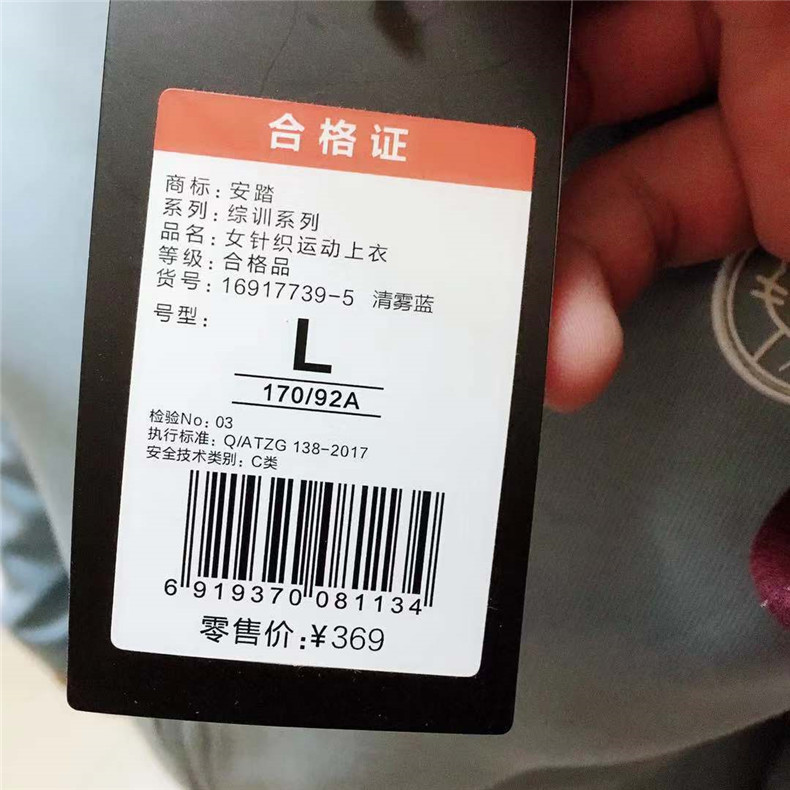 合格证
商标：安踏
系列：综训系列
品名：女针织运动上衣
等级：合格品
货号：16917739-5 清雾蓝
号型：
L
170/92A
检验No：03
执行标准：Q/ATZG 138-2017
安全技术类别：C类
6 919370 081134
零售价:¥369